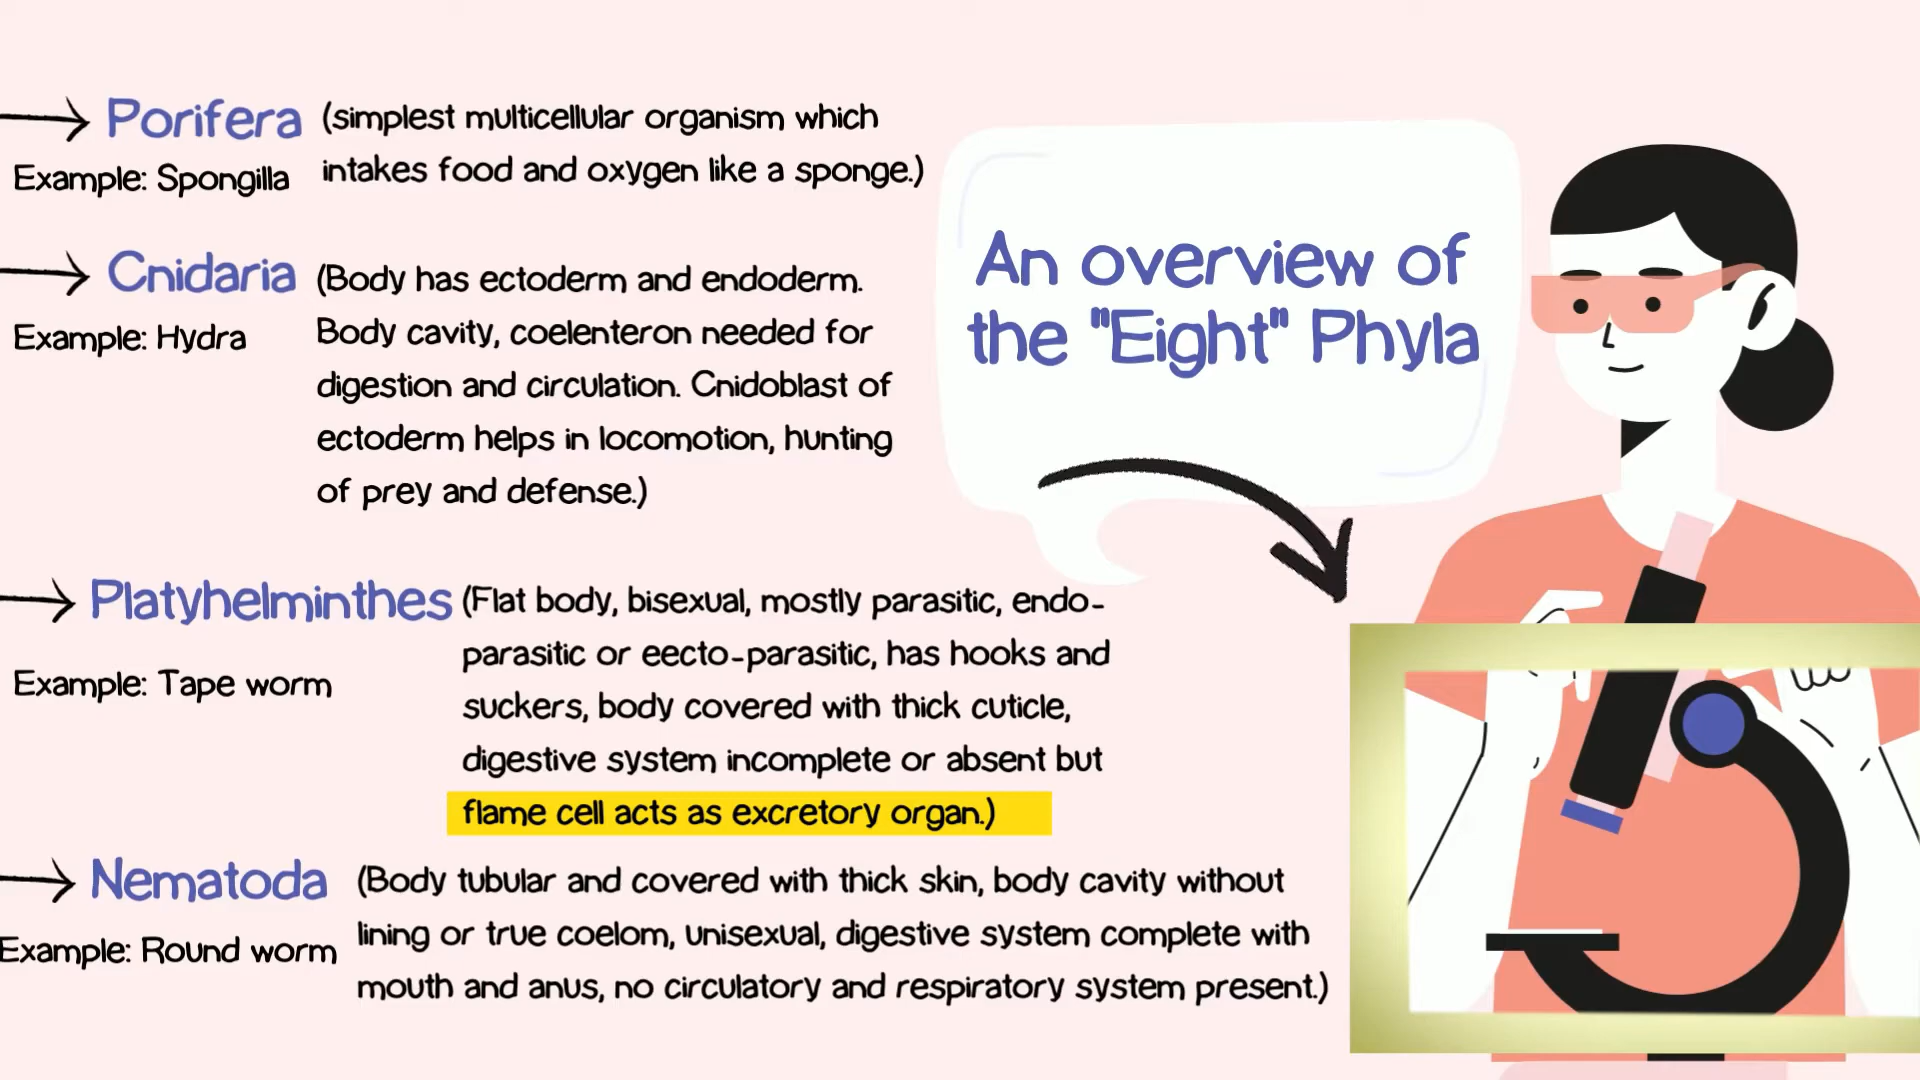 Porifera (simplest multicellular organism which
Example: Spongilla intakes food and oxygen like a sponge.)
Cnidaria (Body has ectoderm and endoderm.
Example: Hydra Body cavity, coelenteron needed for
digestion and circulation. Cnidoblast of
ectoderm helps in locomotion, hunting
of prey and defense.)
Platyhelminthes (Flat body, bisexual, mostly parasitic, endo-
parasitic or eecto-parasitic, has hooks and
Example: Tape worm
suckers, body covered with thick cuticle,
digestive system incomplete or absent but
flame cell acts as excretory organ.)
Nematoda (Body tubular and covered with thick skin, body cavity without
Example: Round worm lining or true coelom, unisexual, digestive system complete with
mouth and anus, no circulatory and respiratory system present.)
An overview of
the "Eight" Phyla